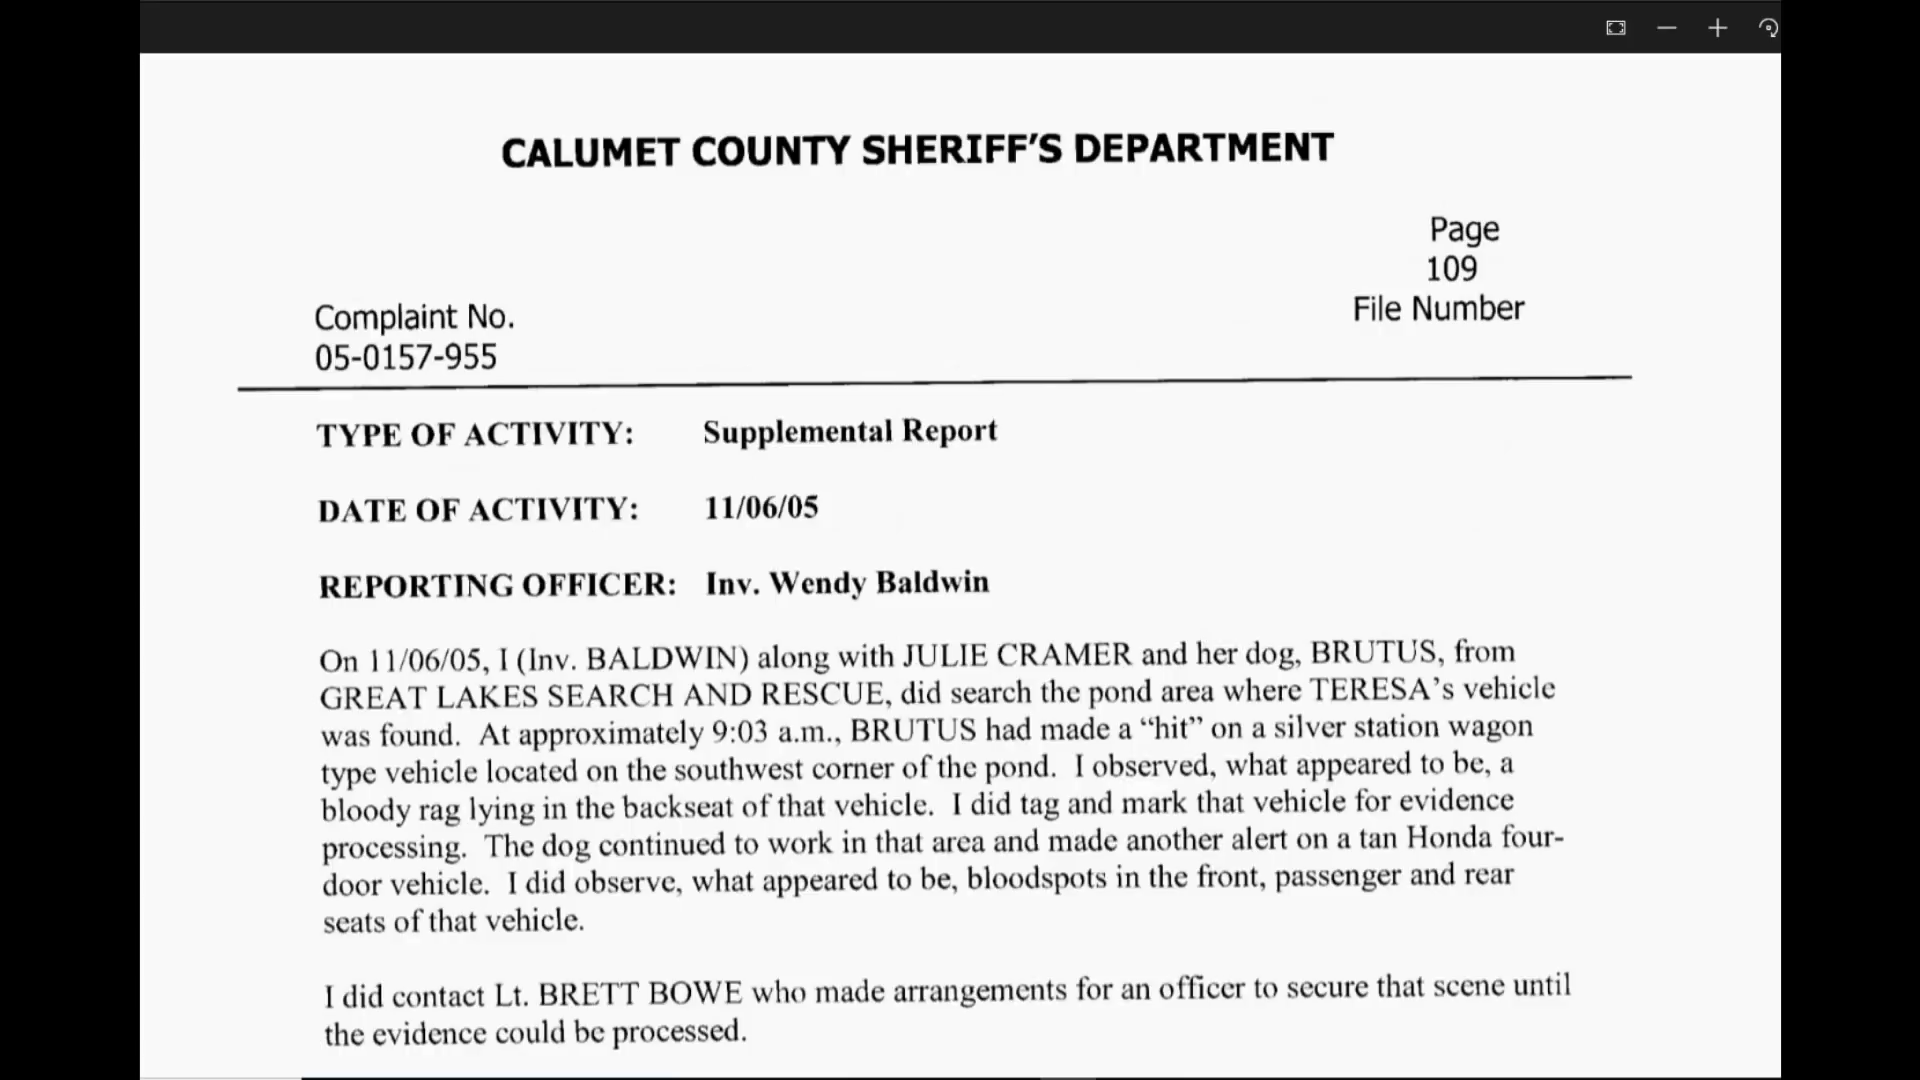 CALUMET COUNTY SHERIFF'S DEPARTMENT
Page
109
File Number
Complaint No.
05-0157-955
TYPE OF ACTIVITY: Supplemental Report
DATE OF ACTIVITY: 11/06/05
REPORTING OFFICER: Inv. Wendy Baldwin
On 11/06/05, I (Inv. BALDWIN) along with JULIE CRAMER and her dog, BRUTUS, from
GREAT LAKES SEARCH AND RESCUE, did search the pond area where TERESA's vehicle
was found. At approximately 9:03 a.m., BRUTUS had made a "hit" on a silver station wagon
type vehicle located on the southwest corner of the pond. I observed, what appeared to be, a
bloody rag lying in the backseat of that vehicle. I did tag and mark that vehicle for evidence
processing. The dog continued to work in that area and made another alert on a tan Honda four-
door vehicle. I did observe, what appeared to be, bloodspots in the front, passenger and rear
seats of that vehicle.
I did contact Lt. BRETT BOWE who made arrangements for an officer to secure that scene until
the evidence could be processed.